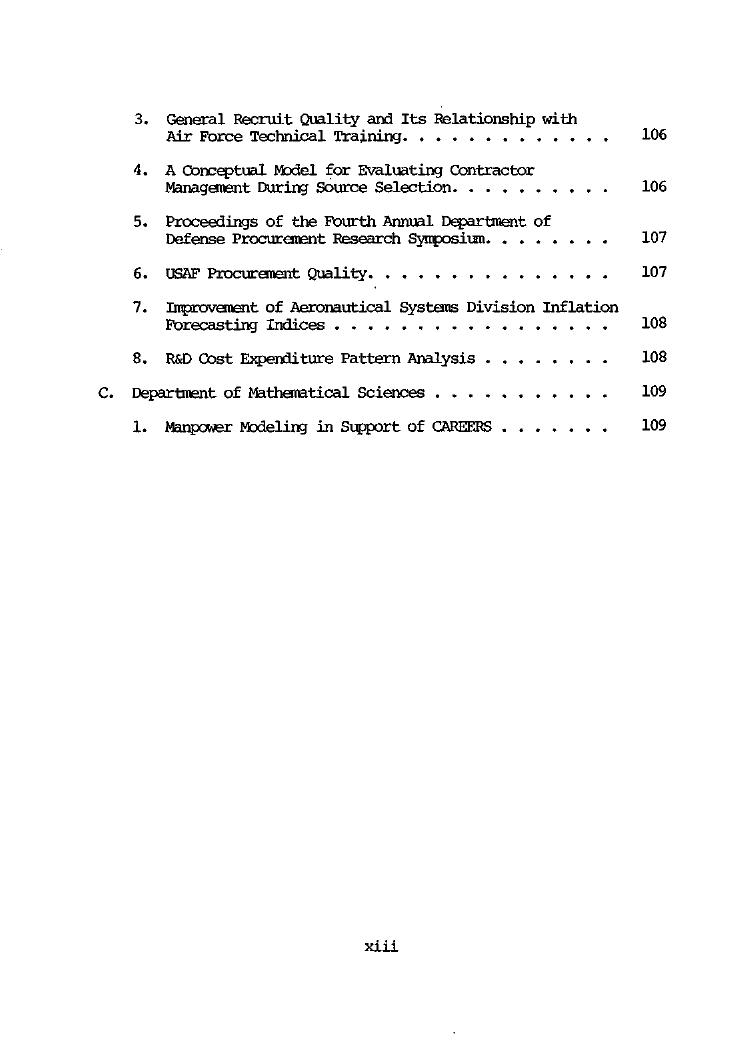 3. General Recruit Quality and Its Relationship with
Air Force Technical Training. . . . . . . . . . . . . 106
4. A Conceptual Model for Evaluating Contractor
Management During Source Selection. . . . . . . . . . 106
5. Proceedings of the Fourth Annual Department of
Defense Procurement Research Symposium. . . . . . . . 107
6. USAF Procurement Quality. . . . . . . . . . . . . . . 107
7. Improvement of Aeronautical Systems Division Inflation
Forecasting Indices . . . . . . . . . . . . . . . . . 108
8. R&D Cost Expenditure Pattern Analysis . . . . . . . . 108
C. Department of Mathematical Sciences . . . . . . . . . . . 109
1. Manpower Modeling in Support of CAREERS . . . . . . . 109
xiii